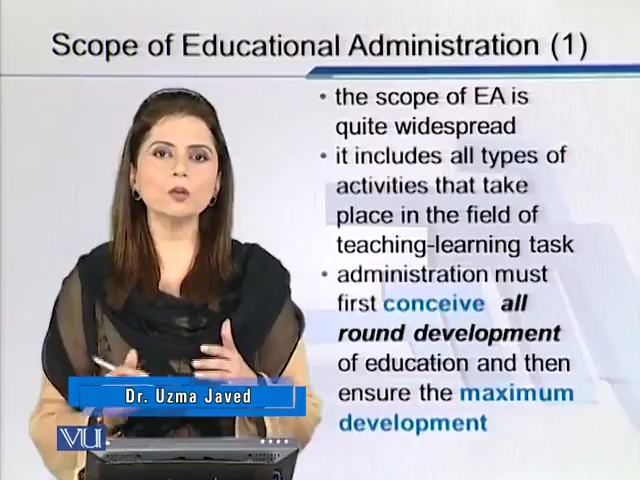 Scope of Educational Administration (1)
• the scope of EA is
quite widespread
• it includes all types of
activities that take
place in the field of
teaching-learning task
• administration must
first conceive all
round development
of education and then
ensure the maximum
development
Dr. Uzma Javed
VU